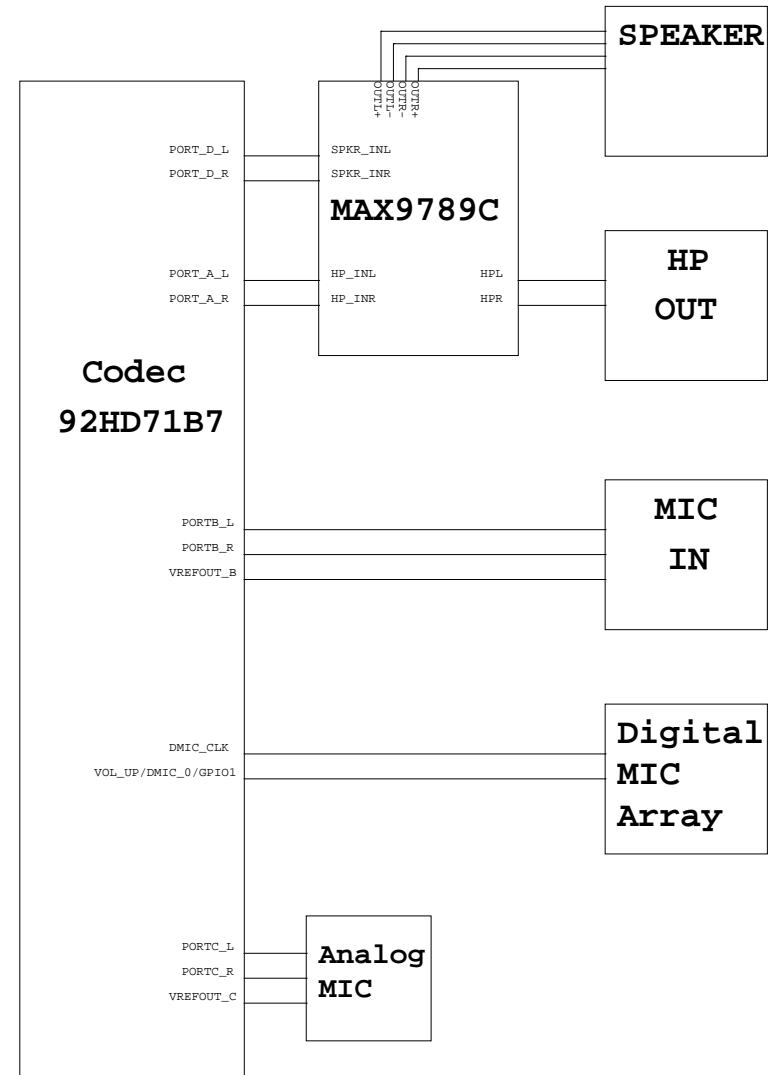 SPEAKER
OUTL+
OUTL-
OUTR-
OUTR+
PORT_D_L
SPKR_INL
PORT_D_R
SPKR_INR
MAX9789C
HP
OUT
PORT_A_L
HP_INL
HPL
PORT_A_R
HP_INR
HPR
Codec
92HD71B7
MIC
IN
PORTB_L
PORTB_R
VREFOUT_B
Digital
MIC
Array
DMIC_CLK
VOL_UP/DMIC_0/GPIO1
PORTC_L
PORTC_R
VREFOUT_C
Analog
MIC